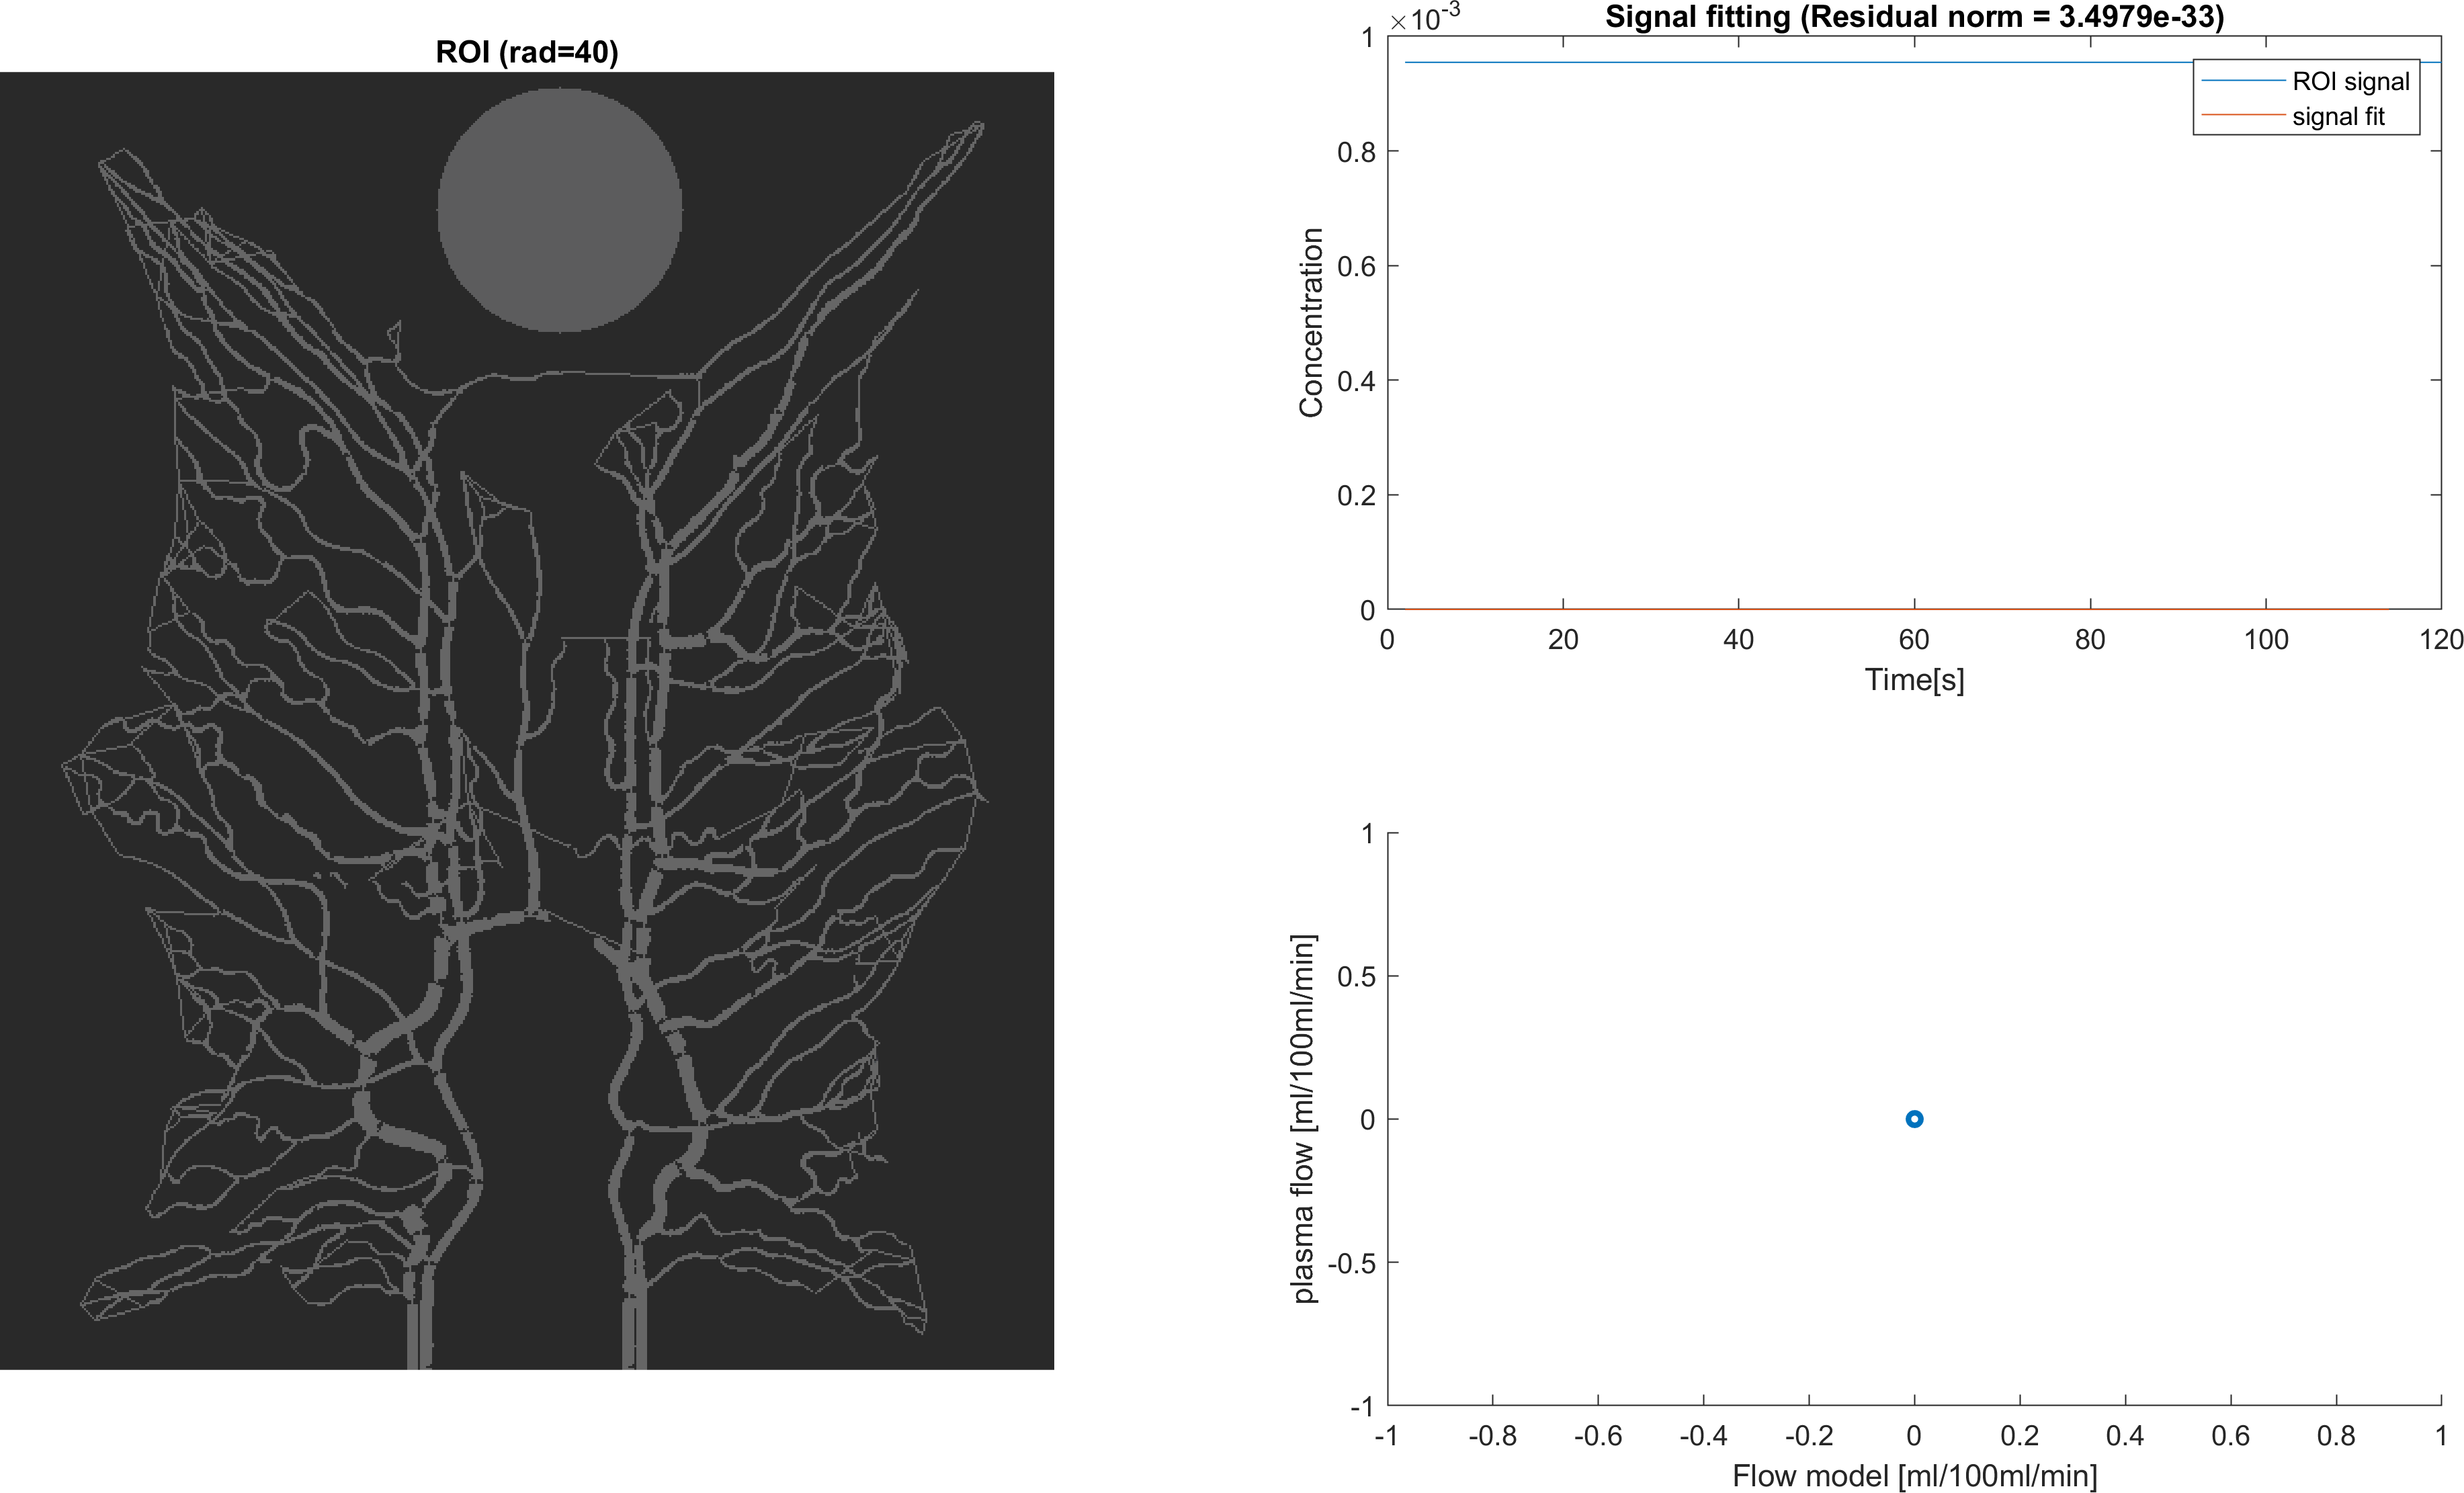 ROI (rad=40)
×10-3
Signal fitting (Residual norm = 3.4979e-33)
1
0.8
0.6
0.4
0.2
0
Concentration
ROI signal
signal fit
0 20 40 60 80 100 120
Time[s]
1
0.5
0
-0.5
-1
plasma flow [ml/100ml/min]
-1 -0.8 -0.6 -0.4 -0.2 0 0.2 0.4 0.6 0.8 1
Flow model [ml/100ml/min]